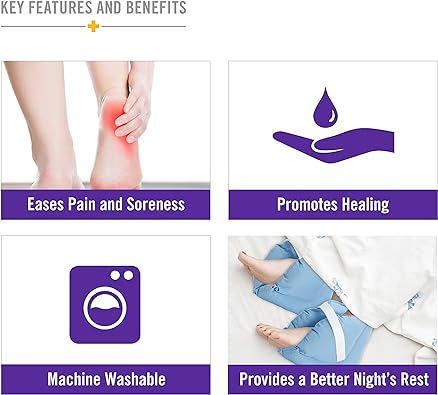 KEY FEATURES AND BENEFITS
Eases Pain and Soreness
Promotes Healing
Machine Washable
Provides a Better Night's Rest